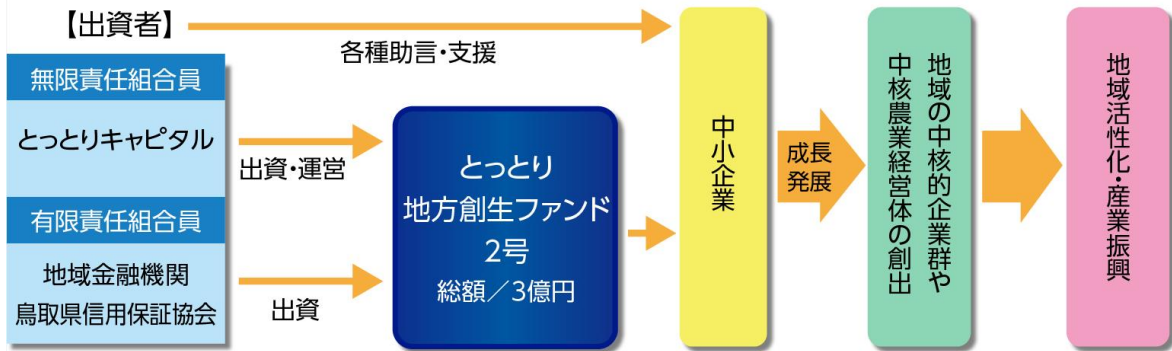 【出資者】
各種助言・支援
無限責任組合員
とっとりキャピタル
出資・運営
有限責任組合員
地域金融機関
鳥取県信用保証協会
出資
とっとり
地方創生ファンド
2号
総額／3億円
中小企業
成長
発展
地域の中核的企業群や
中核農業経営体の創出
地域活性化・産業振興